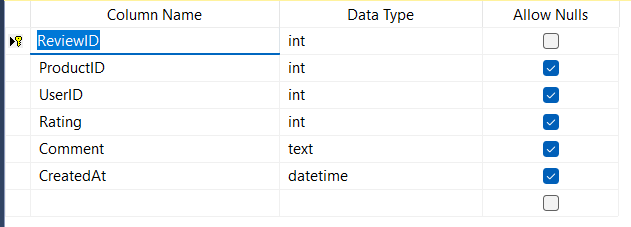 Column Name Data Type Allow Nulls
ReviewID int
ProductID int
UserID int
Rating int
Comment text
CreatedAt datetime